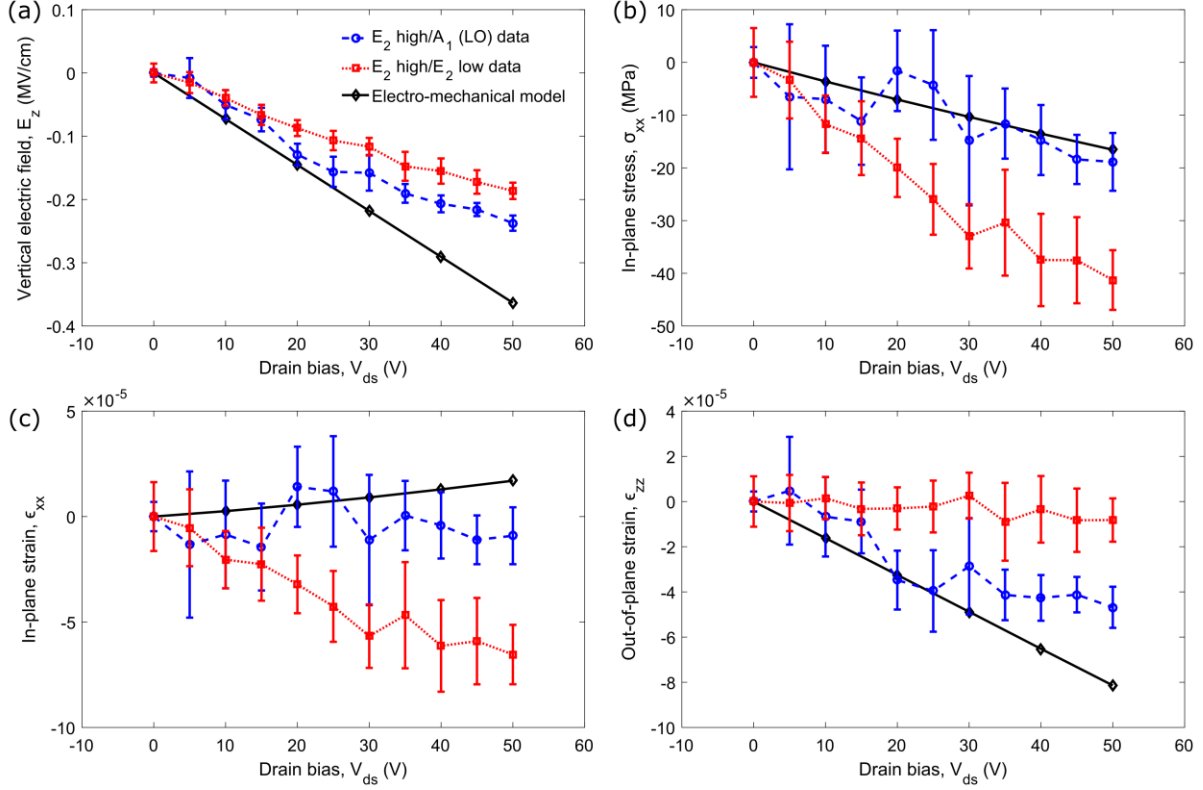 (a)
0.1
0
-0.1
-0.2
-0.3
-0.4
Vertical electric field, E_z (MV/cm)
E_2 high/A_1 (LO) data
E_2 high/E_2 low data
Electro-mechanical model
-10 0 10 20 30 40 50 60
Drain bias, V_ds (V)
(b)
10
0
-10
-20
-30
-40
-50
In-plane stress, σ_xx (MPa)
-10 0 10 20 30 40 50 60
Drain bias, V_ds (V)
(c)
×10^-5
5
0
-5
-10
In-plane strain, ϵ_xx
-10 0 10 20 30 40 50 60
Drain bias, V_ds (V)
(d)
×10^-5
4
2
0
-2
-4
-6
-8
-10
Out-of-plane strain, ϵ_zz
-10 0 10 20 30 40 50 60
Drain bias, V_ds (V)